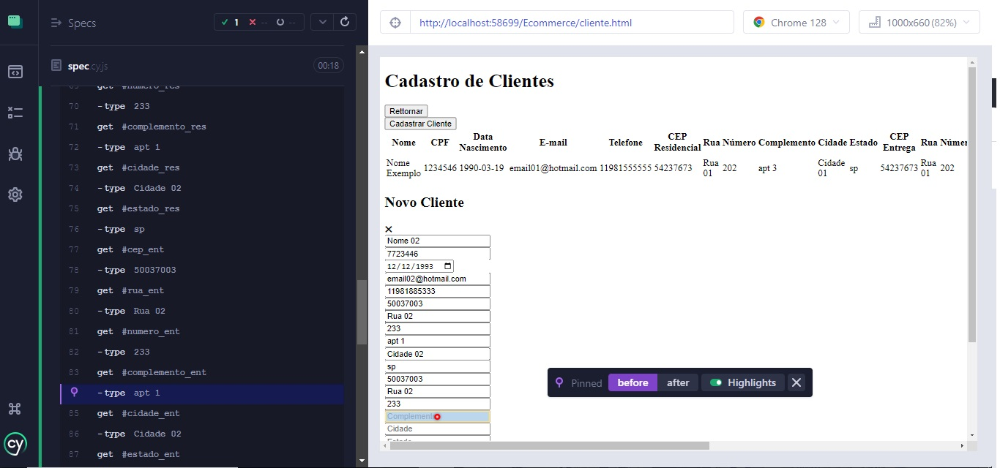 Specs
1 -- --
spec.cy.js 00:18
69 get #numero_res
70 -type 233
71 get #complemento_res
72 -type apt 1
73 get #cidade_res
74 -type Cidade 02
75 get #estado_res
76 -type sp
77 get #cep_ent
78 -type 50037003
79 get #rua_ent
80 -type Rua 02
81 get #numero_ent
82 -type 233
83 get #complemento_ent
-type apt 1
85 get #cidade_ent
86 -type Cidade 02
87 get #estado_ent
cy
http://localhost:58699/Ecommerce/cliente.html
Chrome 128
1000x660 (82%)
Cadastro de Clientes
Rettornar
Cadastrar Cliente
Nome CPF Data Nascimento E-mail Telefone CEP Residencial Rua Número Complemento Cidade Estado CEP Entrega Rua Númer
Nome Exemplo 1234546 1990-03-19 email01@hotmail.com 11981555555 54237673 Rua 01 202 apt 3 Cidade 01 sp 54237673 Rua 01 202
Novo Cliente
Nome 02
7723446
12/12/1993
email02@hotmail.com
11981885333
50037003
Rua 02
233
apt 1
Cidade 02
sp
50037003
Rua 02
233
Complemento
Cidade
Estado
Pinned before after Highlights